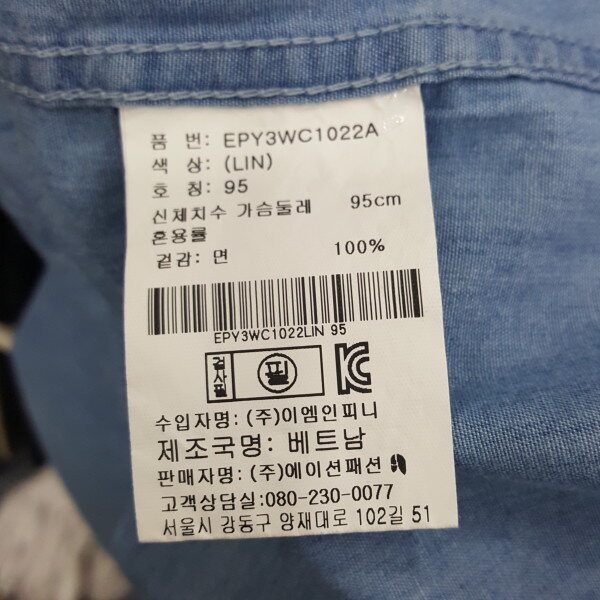 품 번: EPY3WC1022A
색 상: (LIN)
호 칭: 95
신체치수 가슴둘레 95cm
혼용률
겉감: 면 100%
EPY3WC1022LIN 95
검사필 필
수입자명: (주)이엠인피니
제조국명: 베트남
판매자명: (주)에이션패션
고객상담실:080-230-0077
서울시 강동구 양재대로 102길 51